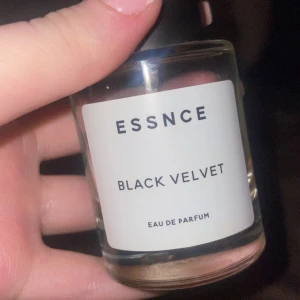 ESSNCE
BLACK VELVET
EAU DE PARFUM